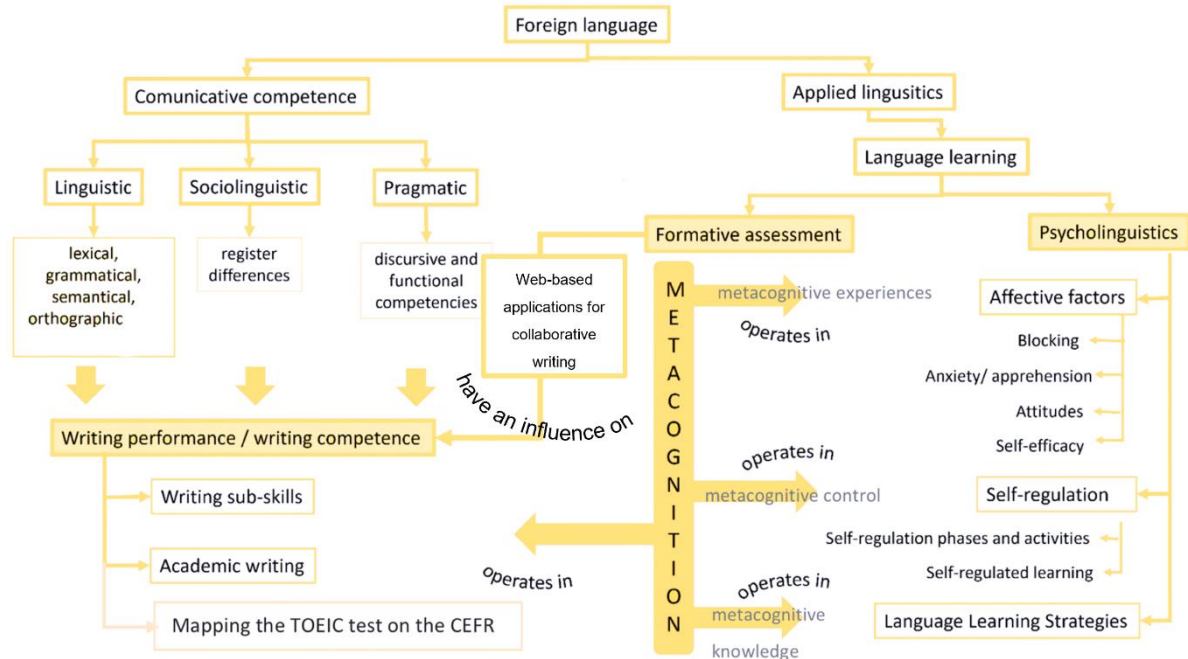 Foreign language
Comunicative competence
Applied lingusitics
Language learning
Linguistic
Sociolinguistic
Pragmatic
Formative assessment
Psycholinguistics
lexical,
grammatical,
semantical,
orthographic
register
differences
discursive and
functional
competencies
Web-based
applications for
collaborative
writing
have an influence on
METACOGNITION
metacognitive experiences
operates in
Affective factors
Blocking
Anxiety/ apprehension
Attitudes
Self-efficacy
Writing performance / writing competence
Writing sub-skills
Academic writing
Mapping the TOEIC test on the CEFR
operates in
operates in
metacognitive control
Self-regulation
Self-regulation phases and activities
Self-regulated learning
operates in
metacognitive
knowledge
Language Learning Strategies